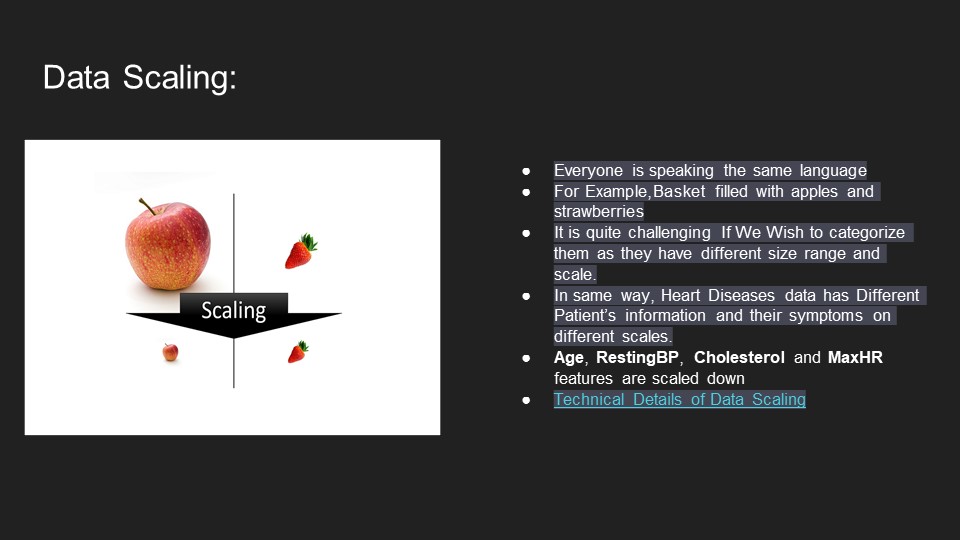 Data Scaling:
Scaling
● Everyone is speaking the same language
● For Example,Basket filled with apples and
strawberries
● It is quite challenging If We Wish to categorize
them as they have different size range and
scale.
● In same way, Heart Diseases data has Different
Patient’s information and their symptoms on
different scales.
● Age, RestingBP, Cholesterol and MaxHR
features are scaled down
● Technical Details of Data Scaling